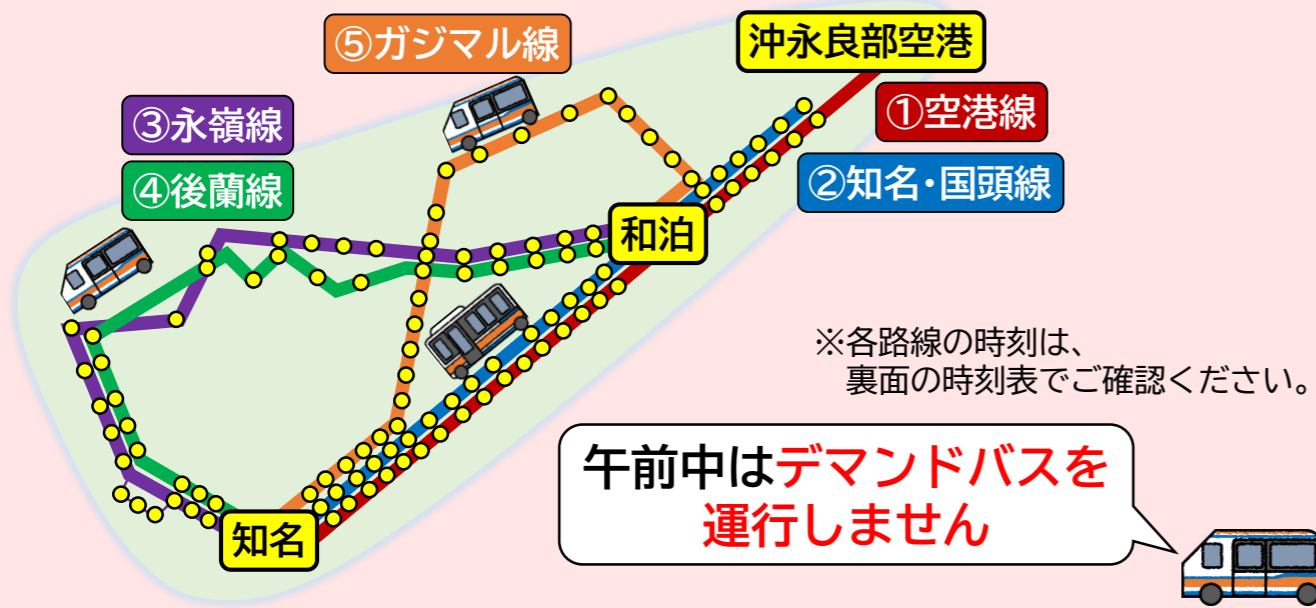 ⑤ガジマル線
沖永良部空港
③永嶺線
①空港線
④後蘭線
②知名・国頭線
和泊
※各路線の時刻は、
裏面の時刻表でご確認ください。
午前中はデマンドバスを
運行しません
知名